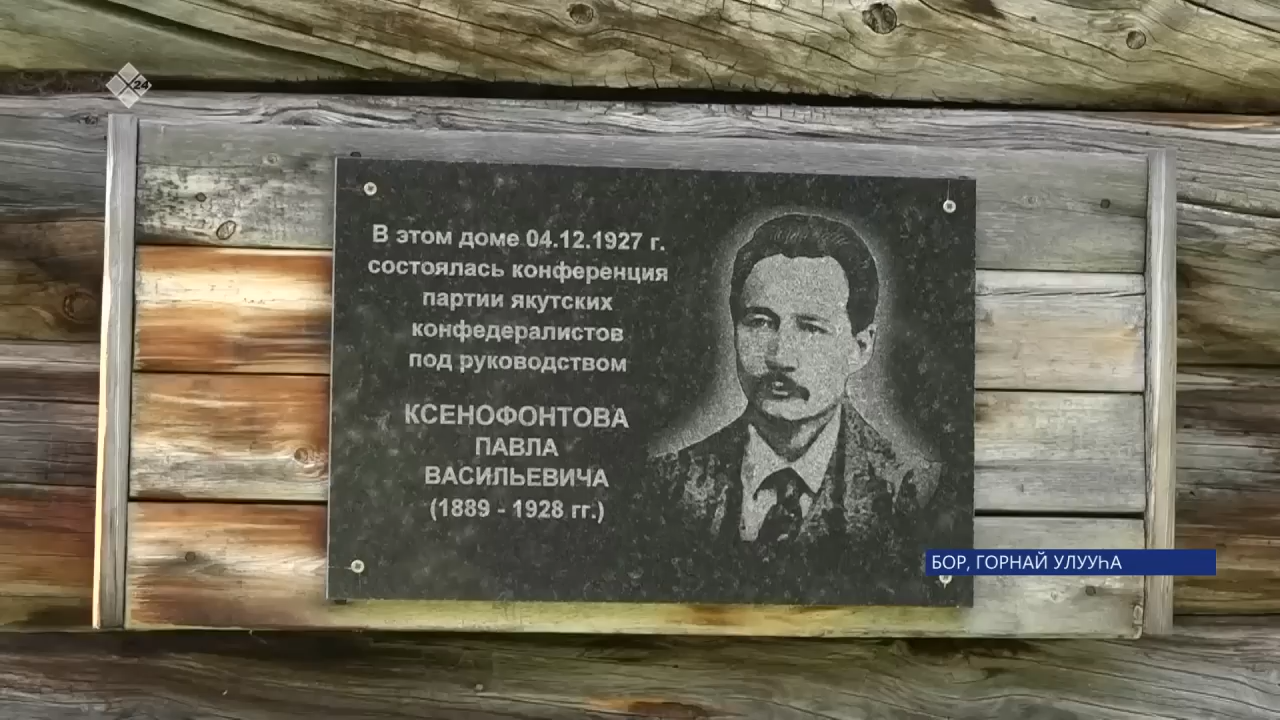 24
В этом доме 04.12.1927 г.
состоялась конференция
партии якутских
конфедералистов
под руководством
КСЕНОФОНТОВА
ПАВЛА
ВАСИЛЬЕВИЧА
(1889 - 1928 гг.)
БОР, ГОРНАЙ УЛУУҺА